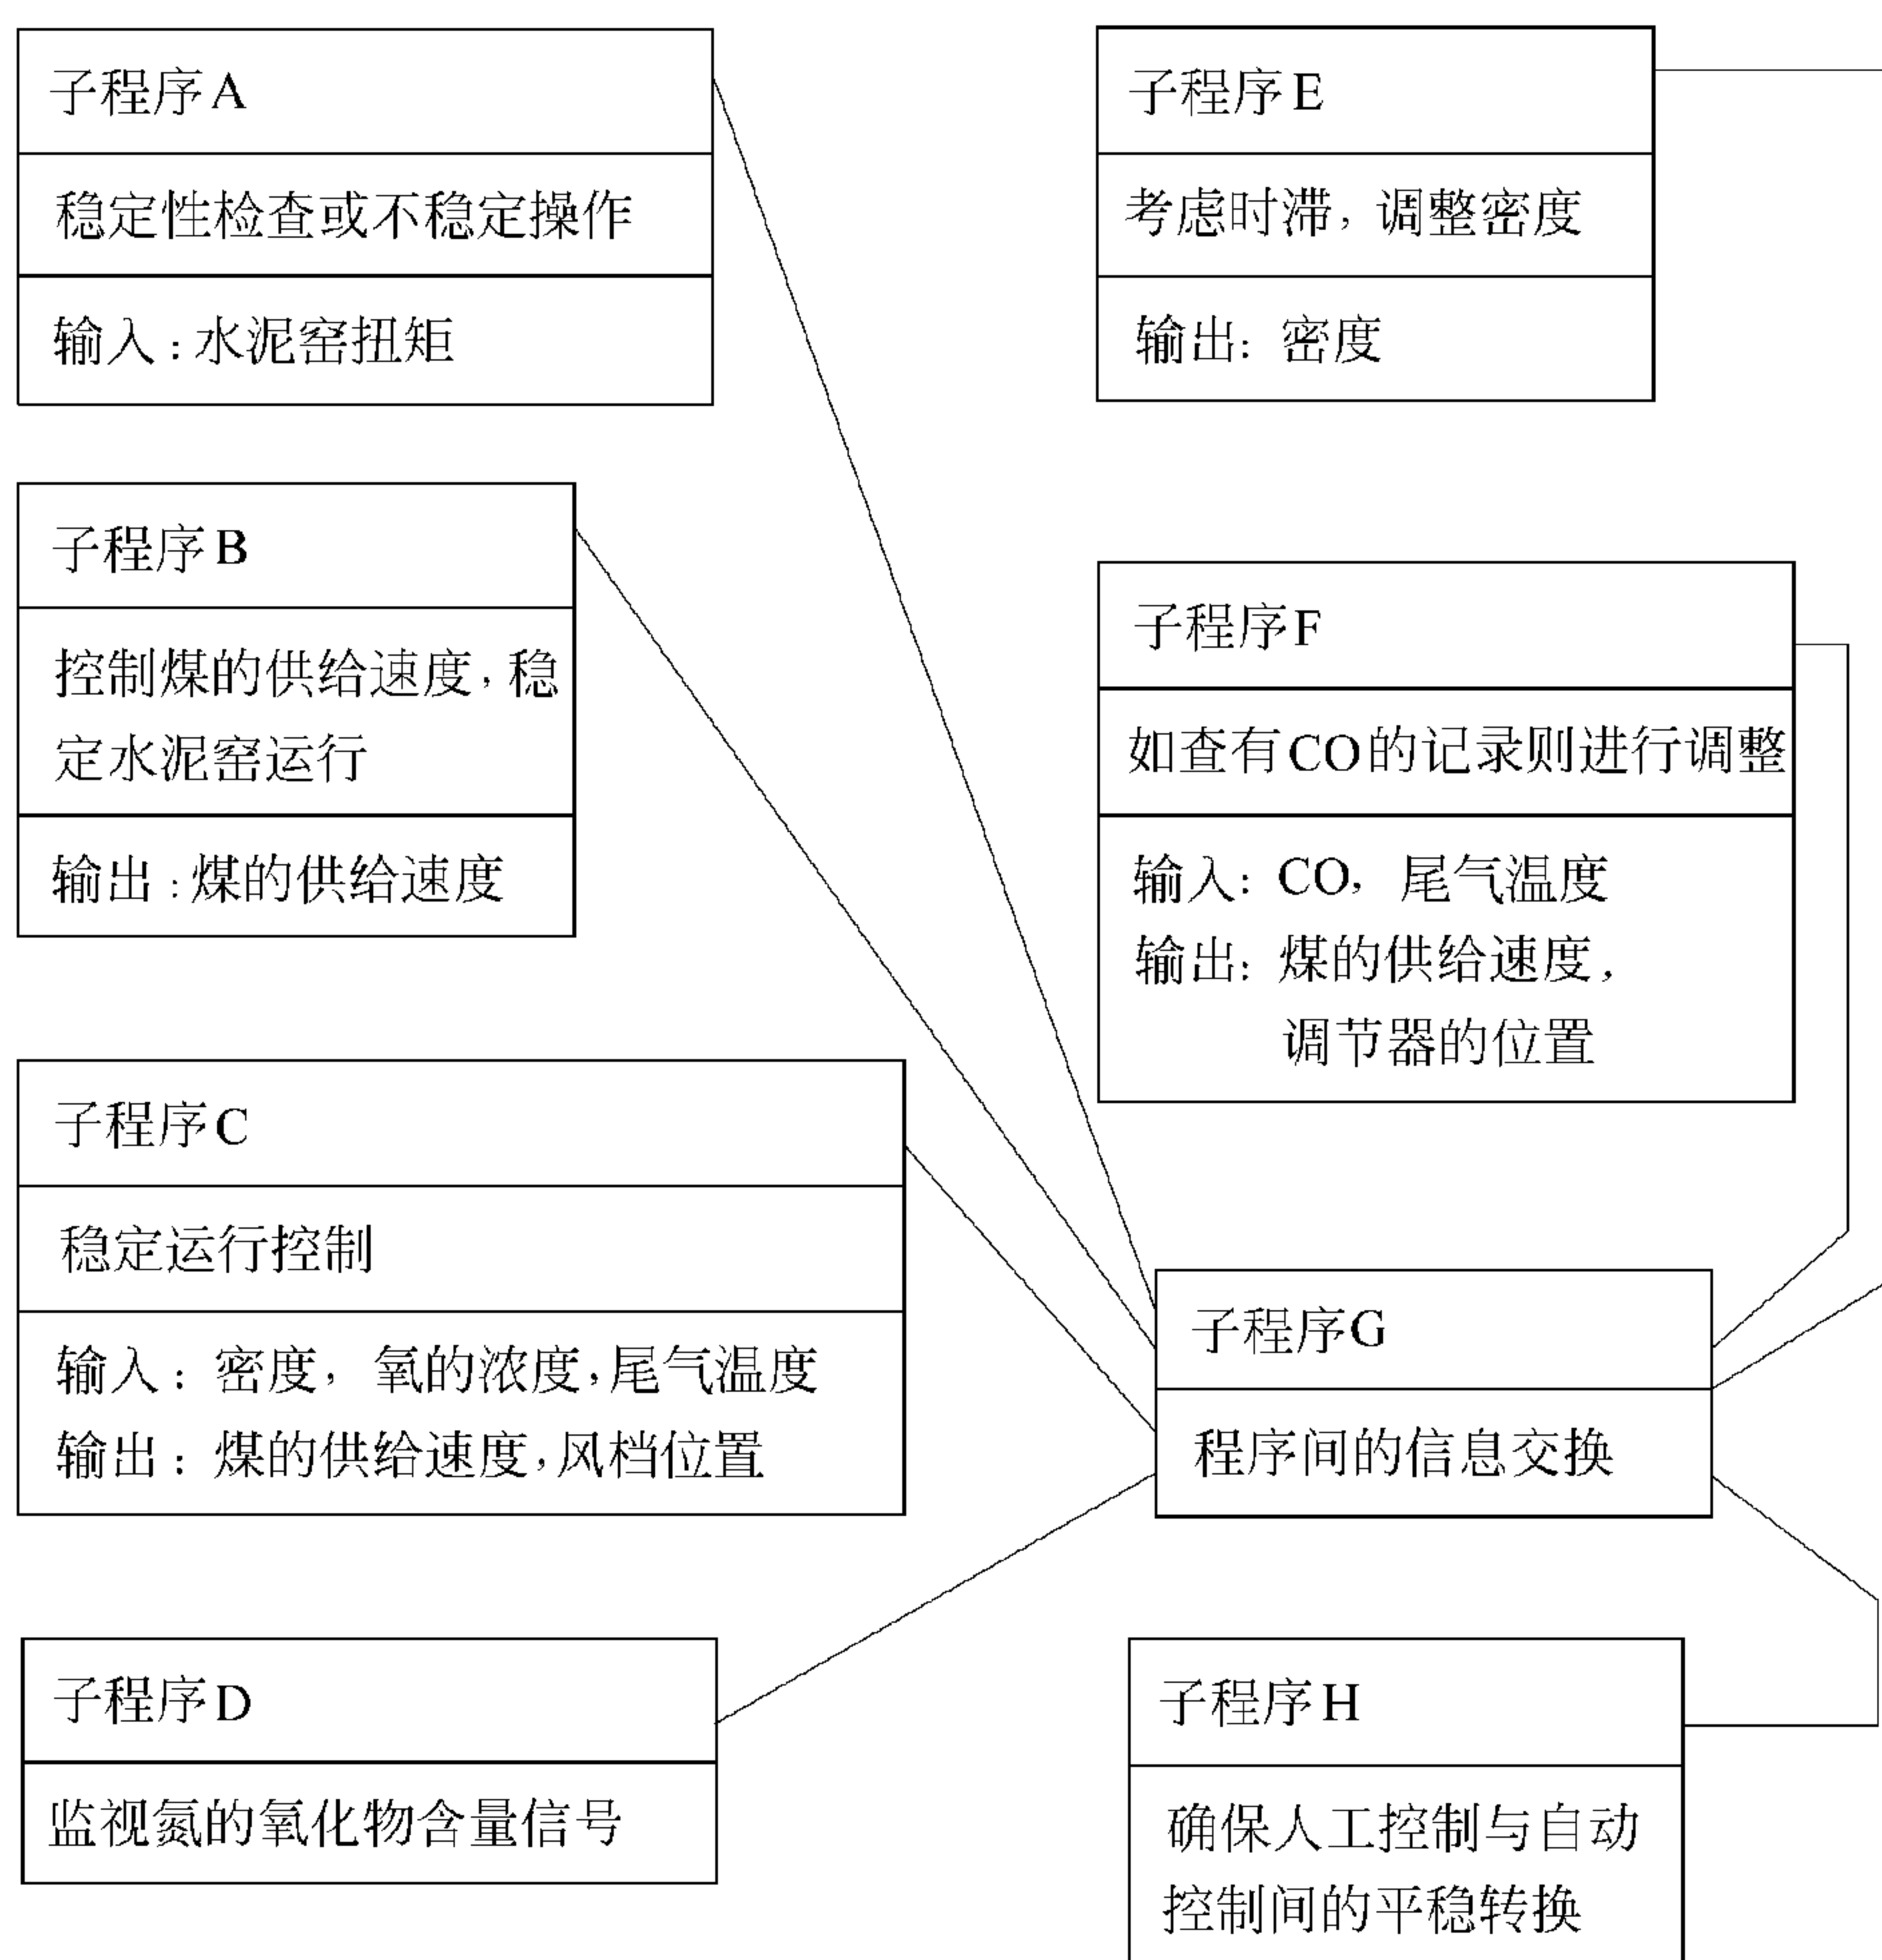 子程序A
稳定性检查或不稳定操作
输入:水泥窑扭矩
子程序B
控制煤的供给速度,稳
定水泥窑运行
输出:煤的供给速度
子程序C
稳定运行控制
输入:密度,氧的浓度,尾气温度
输出:煤的供给速度,风档位置
子程序D
监视氮的氧化物含量信号
子程序E
考虑时滞,调整密度
输出:密度
子程序F
如查有CO的记录则进行调整
输入:CO,尾气温度
输出:煤的供给速度,
调节器的位置
子程序G
程序间的信息交换
子程序H
确保人工控制与自动
控制间的平稳转换